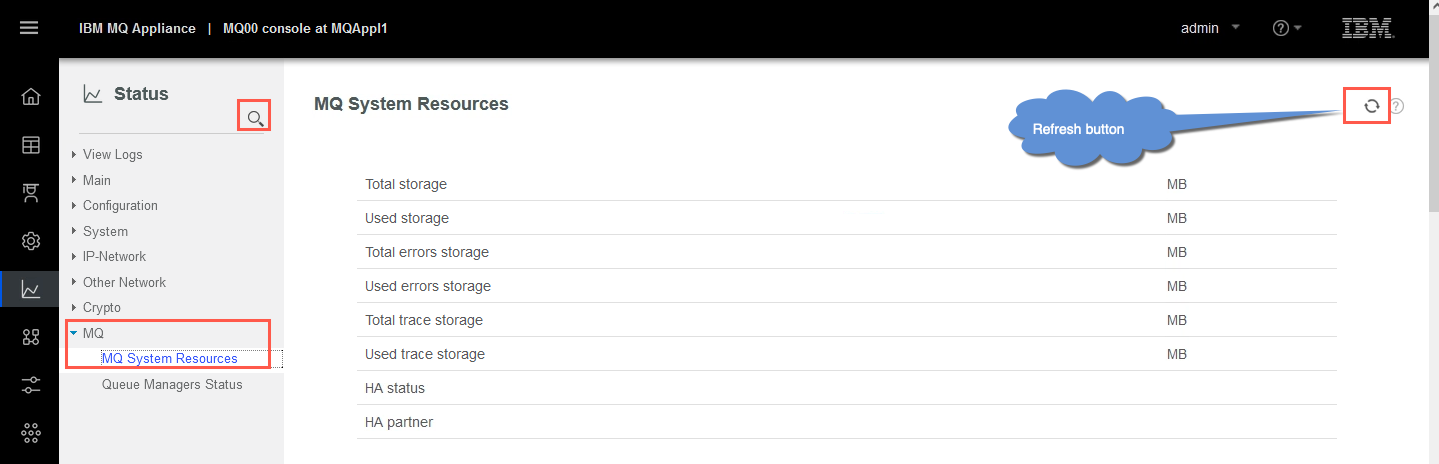 IBM MQ Appliance | MQ00 console at MQAppl1
admin
IBM
Status
View Logs
Main
Configuration
System
IP-Network
Other Network
Crypto
MQ
MQ System Resources
Queue Managers Status
MQ System Resources
Refresh button
Total storage MB
Used storage MB
Total errors storage MB
Used errors storage MB
Total trace storage MB
Used trace storage MB
HA status
HA partner